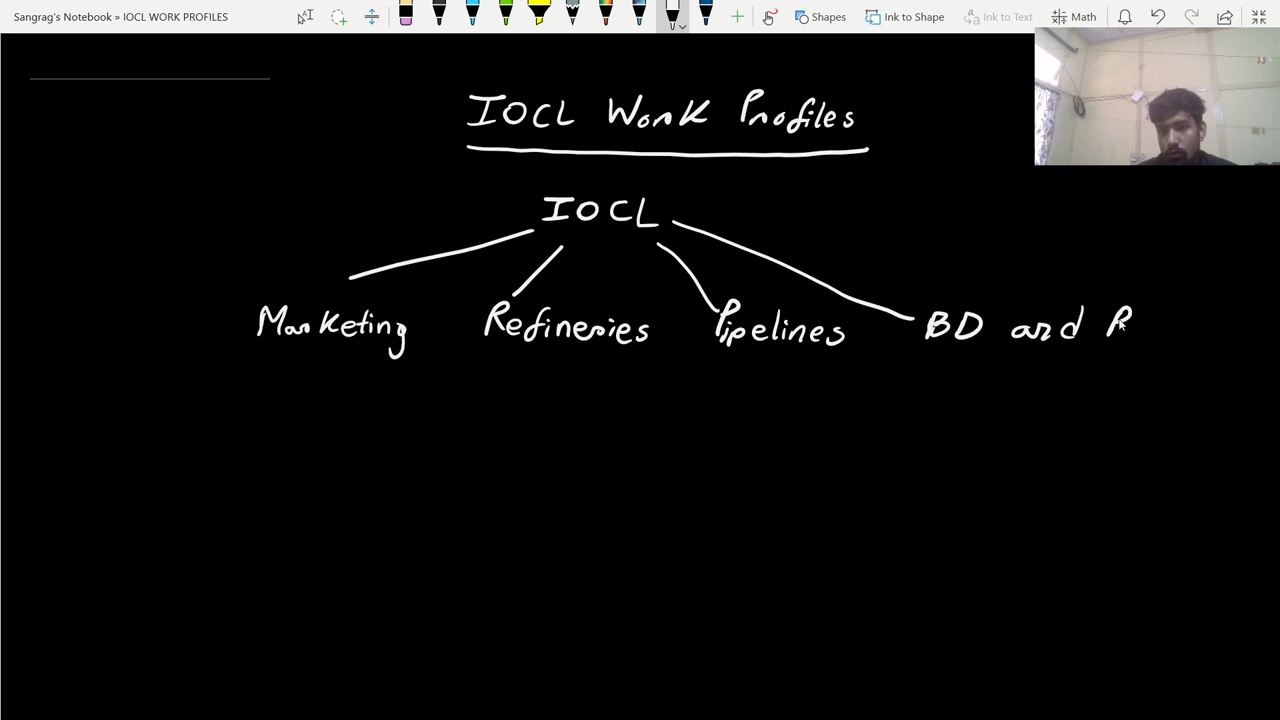 Sangrag's Notebook » IOCL WORK PROFILES
Shapes Ink to Shape Ink to Text Math
IOCL Work Profiles
IOCL
Marketing Refineries Pipelines BD and R